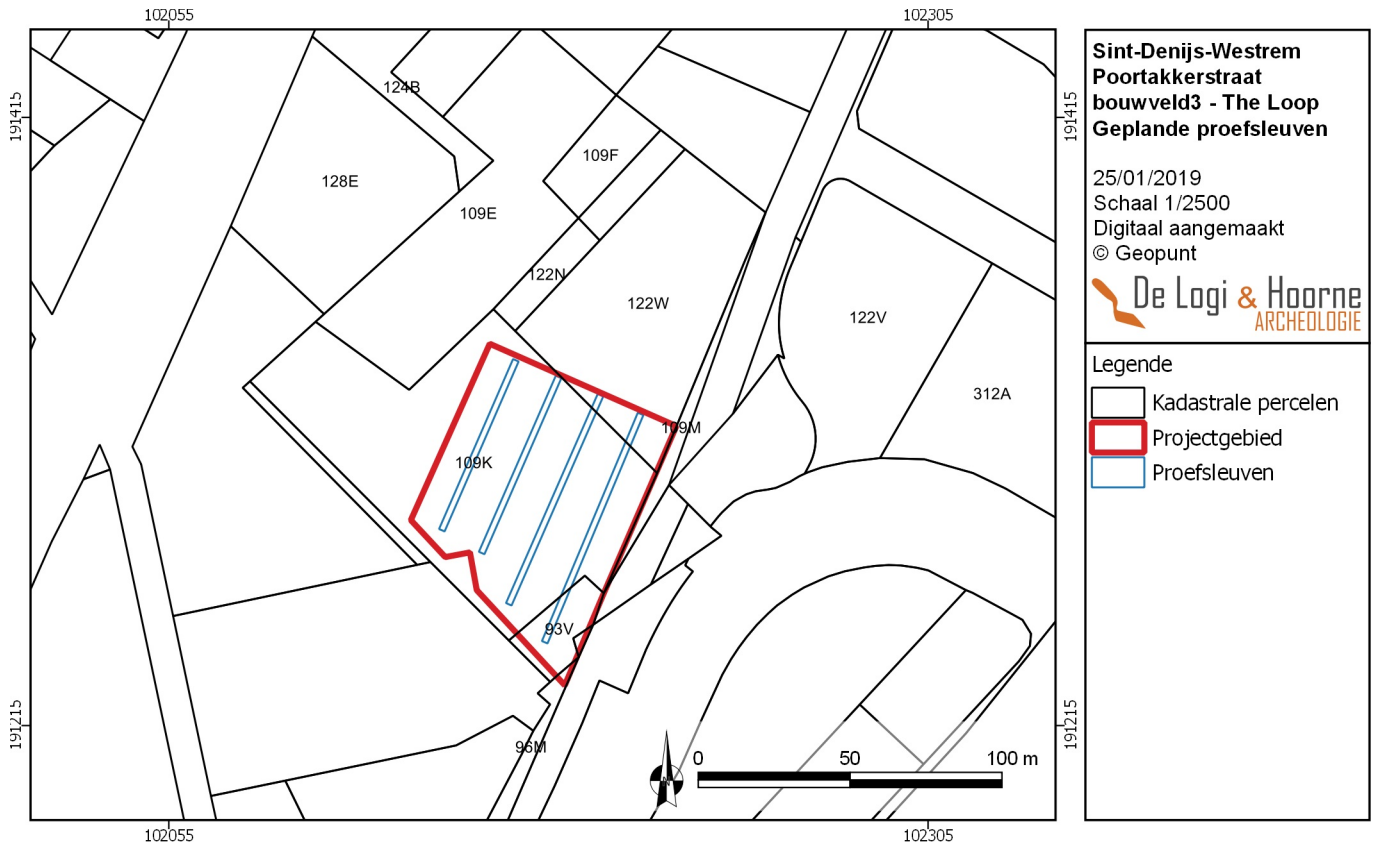 102055
102305
191415
191415
124B
109F
128E
109E
122N
122W
122V
312A
109M
109K
93V
96M
191215
191215
N
0
50
100 m
102055
102305
Sint-Denijs-Westrem
Poortakkerstraat
bouwveld3 - The Loop
Geplande proefsleuven
25/01/2019
Schaal 1/2500
Digitaal aangemaakt
© Geopunt
De Logi & Hoorne
ARCHEOLOGIE
Legende
Kadastrale percelen
Projectgebied
Proefsleuven